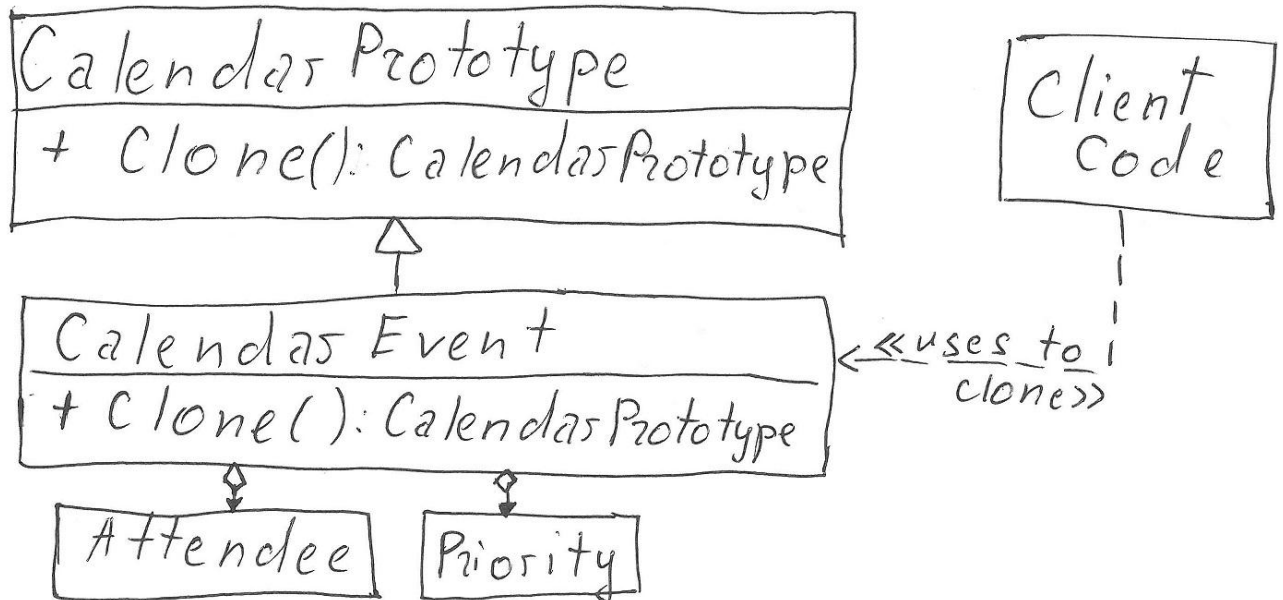 Calendar Prototype
+ Clone(): CalendarPrototype
Client
Code
Calendar Event
+ Clone(): CalendarPrototype
<<uses to
clone>>
Attendee
Priority